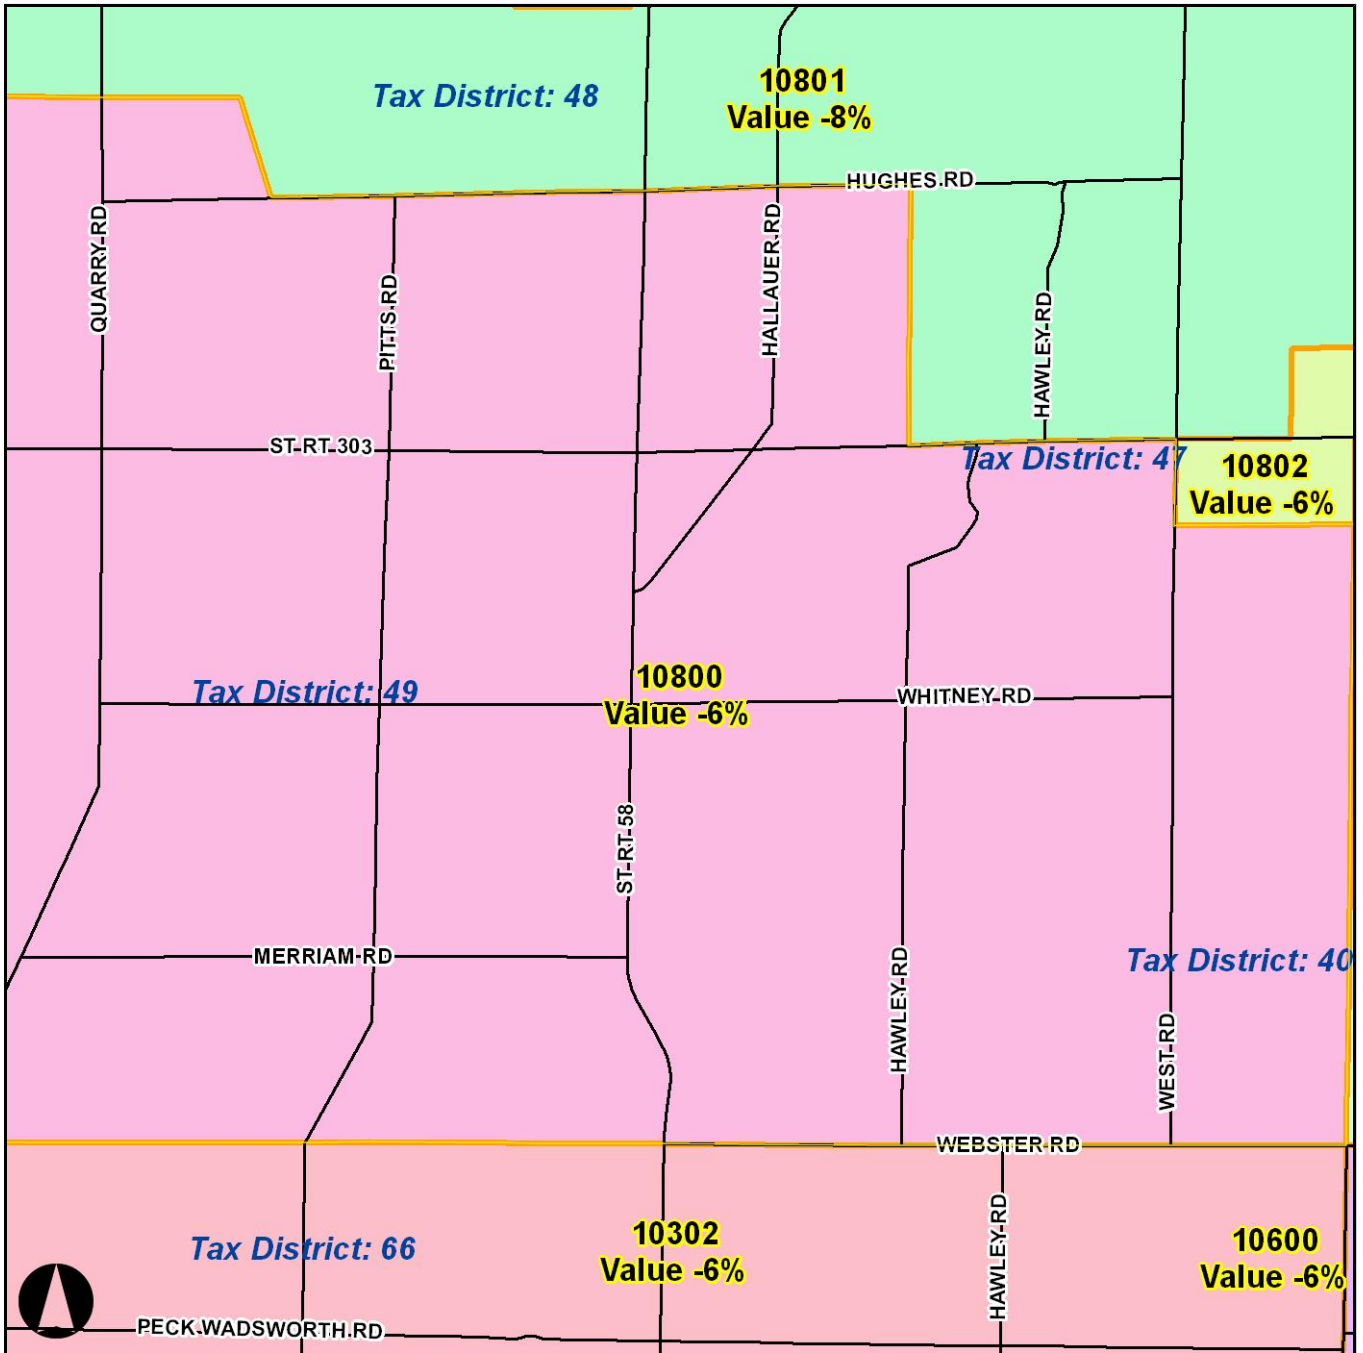 10801
Value -8%
Tax District: 48
HUGHES RD
QUARRY RD
HALLAUER RD
PITTS RD
HAWLEY RD
ST RT 303
Tax District: 47
10802
Value -6%
10800
Value -6%
Tax District: 49
WHITNEY RD
ST RT 58
MERRIAM RD
HAWLEY RD
Tax District: 40
WEST RD
WEBSTER RD
10302
Value -6%
Tax District: 66
HAWLEY RD
10600
Value -6%
PECK WADSWORTH RD